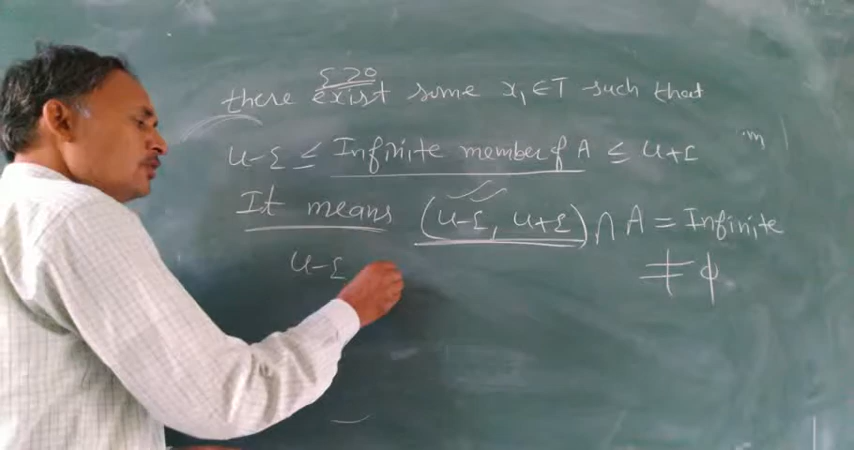 ε>0
there exist some x₁ ∈ T such that
u-ε ≤ Infinite member of A ≤ u+ε
It means (u-ε, u+ε) ∩ A = Infinite
≠ ϕ
u-ε